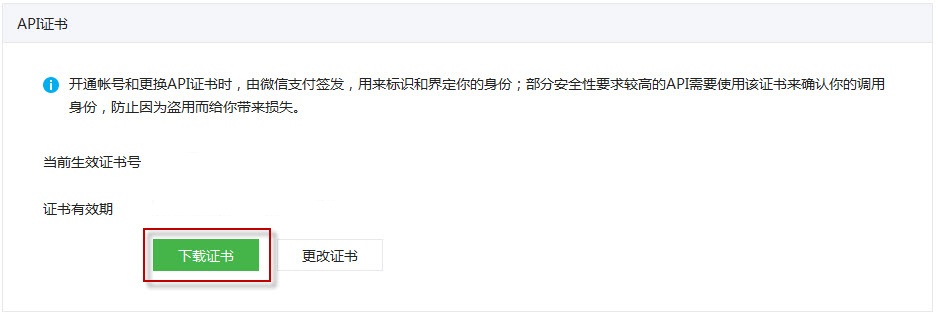 API证书
开通帐号和更换API证书时，由微信支付签发，用来标识和界定你的身份；部分安全性要求较高的API需要使用该证书来确认你的调用
身份，防止因为盗用而给你带来损失。
当前生效证书号
证书有效期
下载证书 更改证书